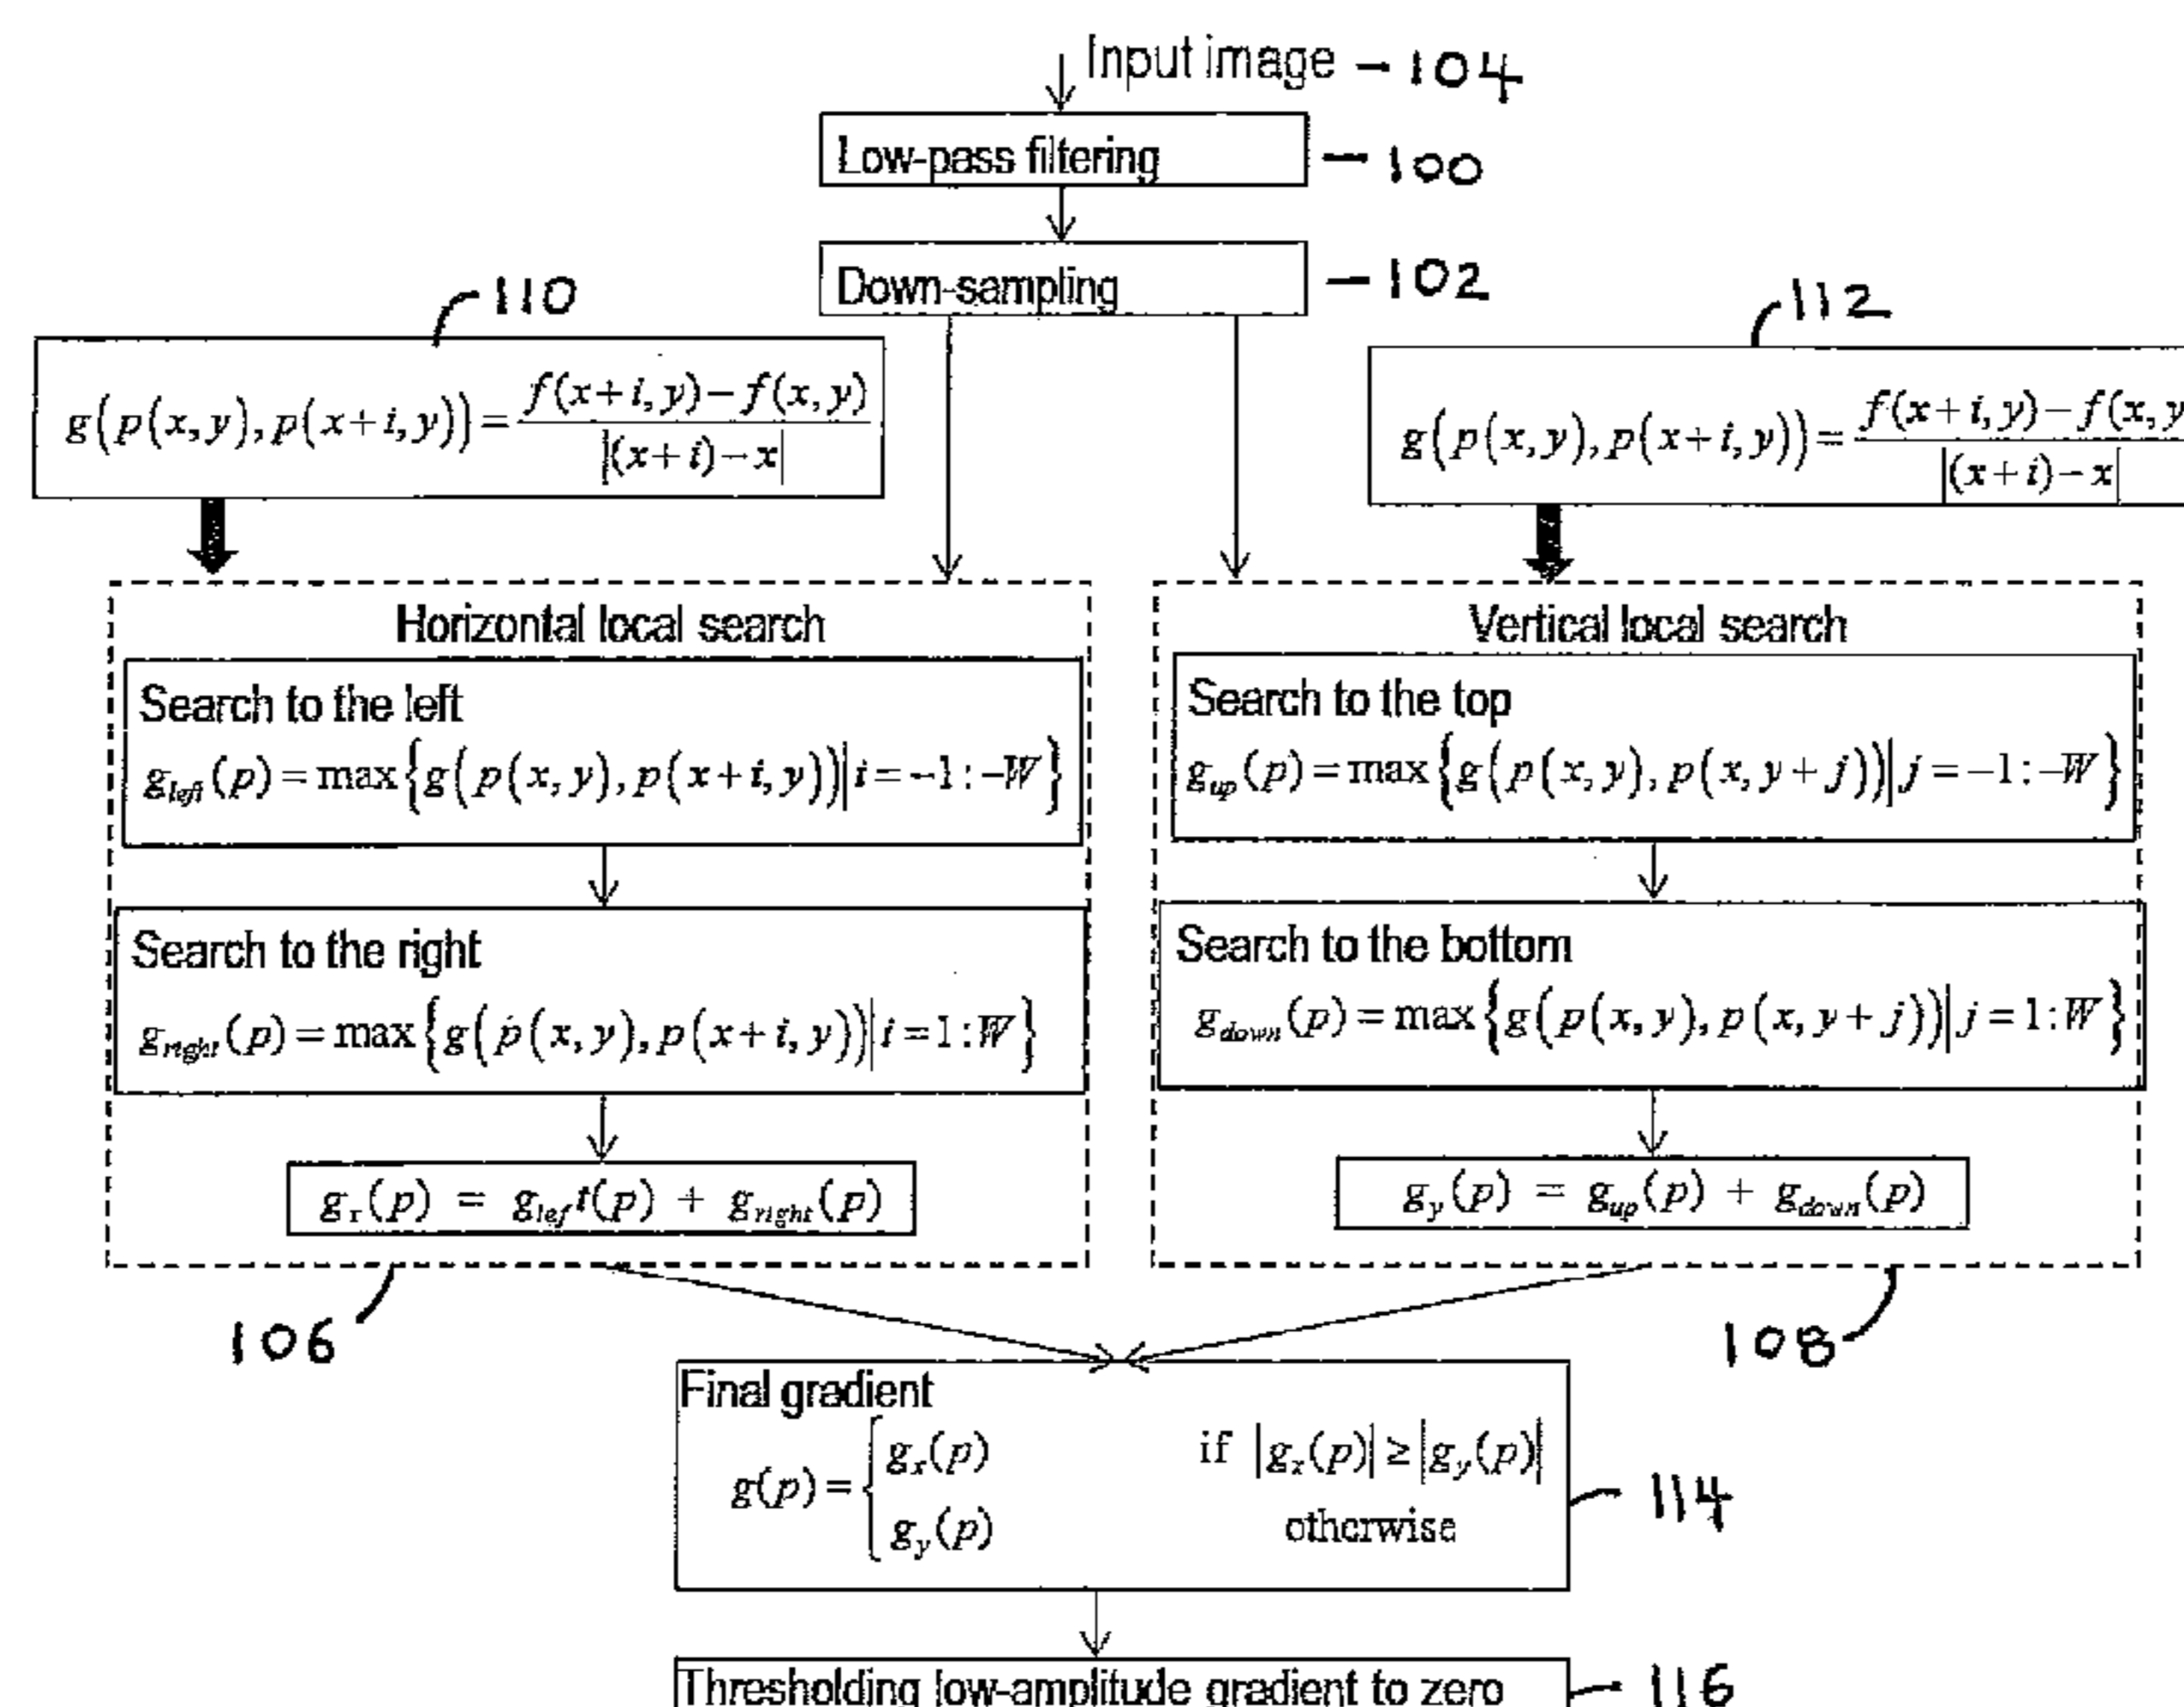 Input image - 104
Low-pass filtering - 100
Down-sampling - 102
110
g(p(x,y),p(x+i,y)) = f(x+i,y)-f(x,y) / |(x+i)-x|
112
g(p(x,y),p(x+i,y)) = f(x+i,y)-f(x,y / |(x+i)-x|
Horizontal local search
Search to the left
g_left(p) = max{g(p(x,y),p(x+i,y))|i=-1:-W}
Search to the right
g_right(p) = max{g(p(x,y),p(x+i,y))|i=1:W}
g_x(p) = g_left(p) + g_right(p)
106
Vertical local search
Search to the top
g_up(p) = max{g(p(x,y),p(x,y+j))|j=-1:-W}
Search to the bottom
g_down(p) = max{g(p(x,y),p(x,y+j))|j=1:W}
g_y(p) = g_up(p) + g_down(p)
108
Final gradient
g(p) = { g_x(p) if |g_x(p)| ≥ |g_y(p)|
g_y(p) otherwise
114
Thresholding low-amplitude gradient to zero - 116